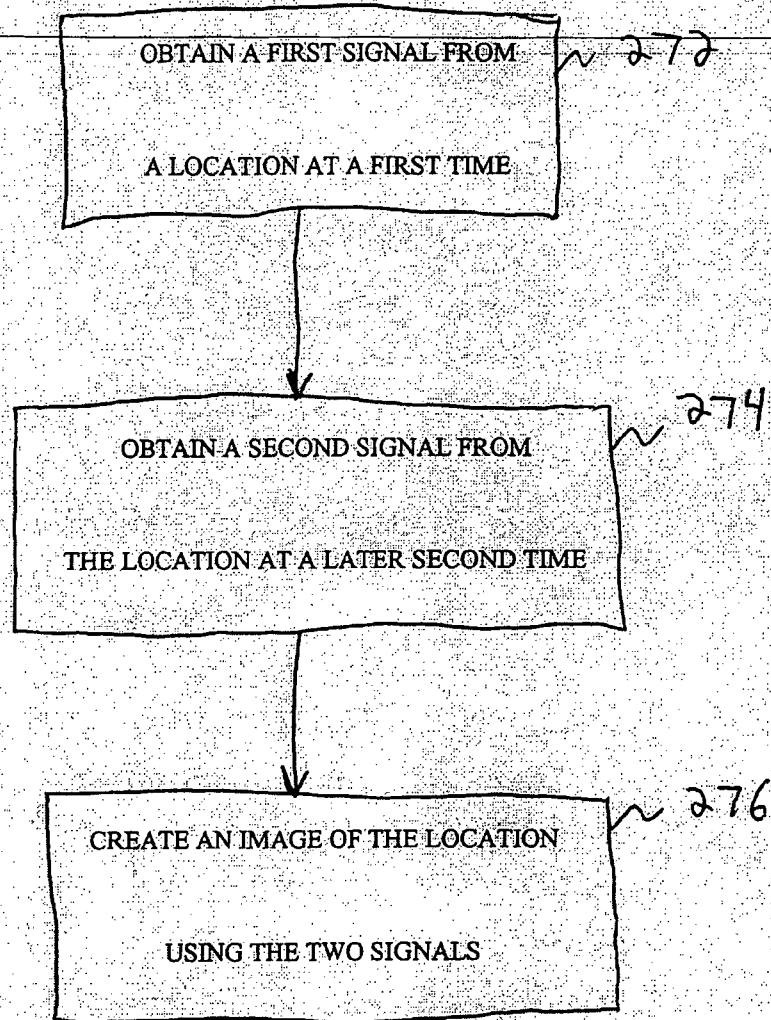 OBTAIN A FIRST SIGNAL FROM
272
A LOCATION AT A FIRST TIME
274
OBTAIN A SECOND SIGNAL FROM
THE LOCATION AT A LATER SECOND TIME
276
CREATE AN IMAGE OF THE LOCATION
USING THE TWO SIGNALS